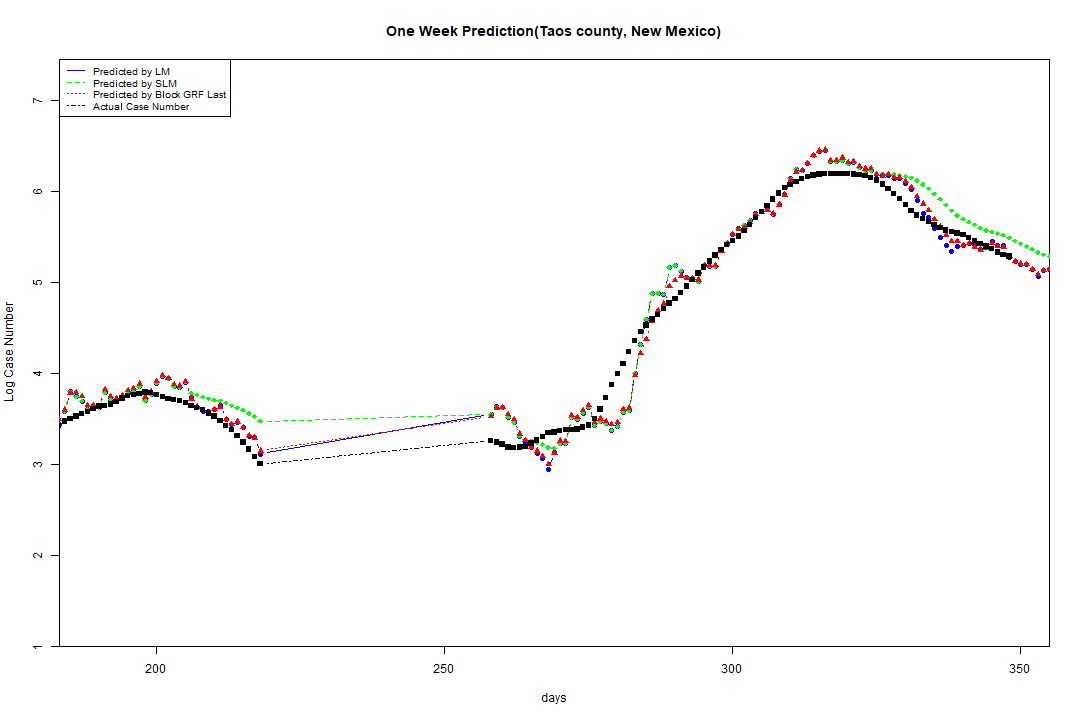 One Week Prediction(Taos county, New Mexico)
Predicted by LM
Predicted by SLM
Predicted by Block GRF Last
Actual Case Number
7
6
5
4
3
2
1
Log Case Number
200
250
300
350
days